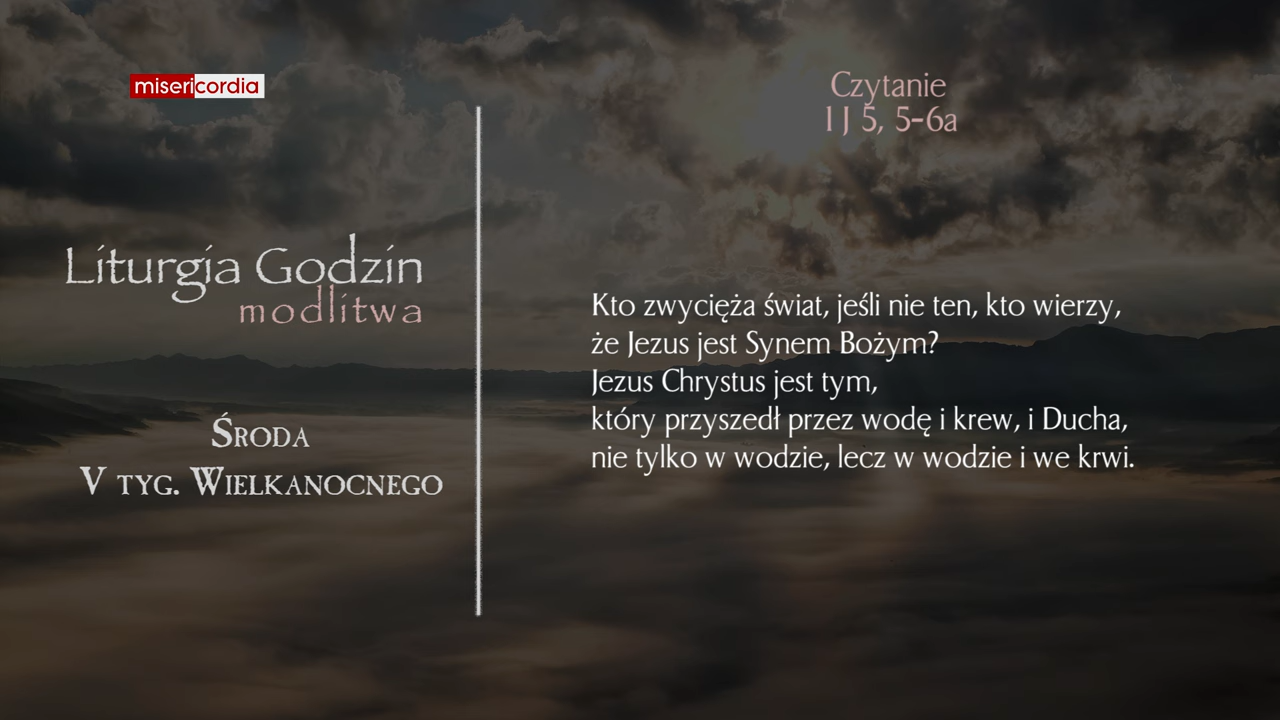 misericordia
Liturgia Godzin
modlitwa
Środa
V tyg. Wielkanocnego
Czytanie
1 J 5, 5-6a
Kto zwycięża świat, jeśli nie ten, kto wierzy,
że Jezus jest Synem Bożym?
Jezus Chrystus jest tym,
który przyszedł przez wodę i krew, i Ducha,
nie tylko w wodzie, lecz w wodzie i we krwi.